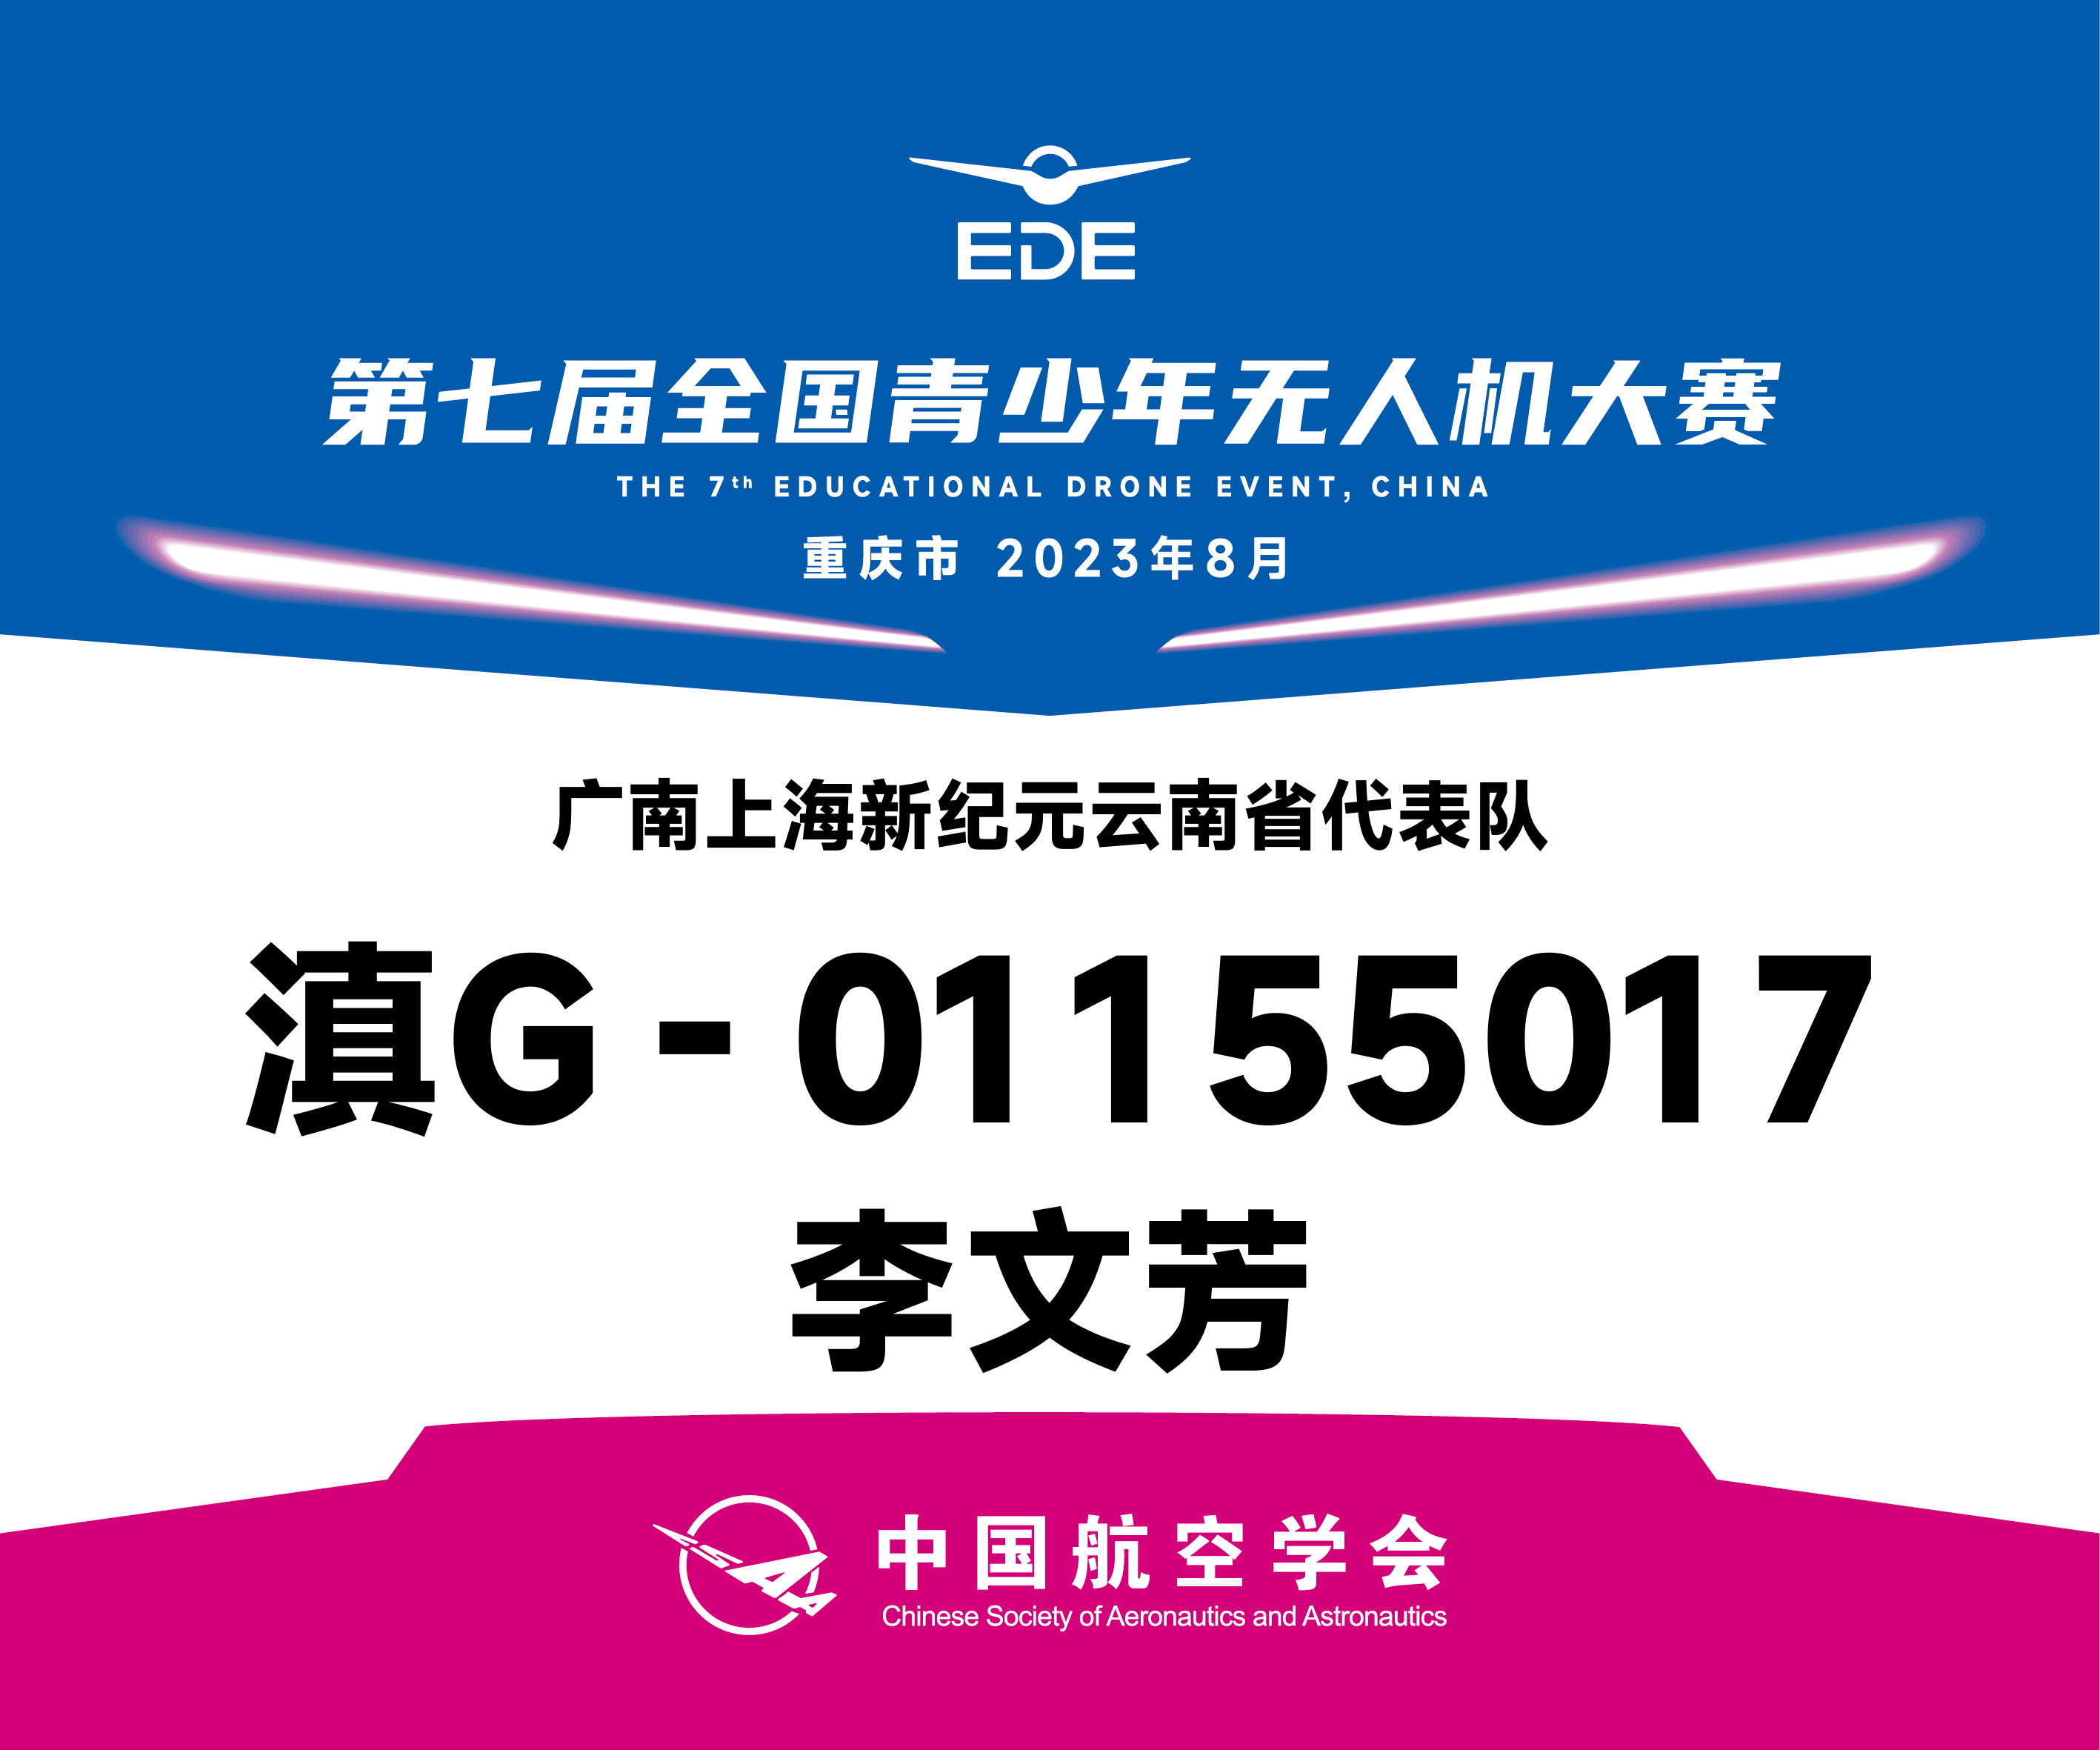 EDE
第七届全国青少年无人机大赛
THE 7th EDUCATIONAL DRONE EVENT, CHINA
重庆市 2023年8月
广南上海新纪元云南省代表队
滇G-01155017
李文芳
中国航空学会
Chinese Society of Aeronautics and Astronautics